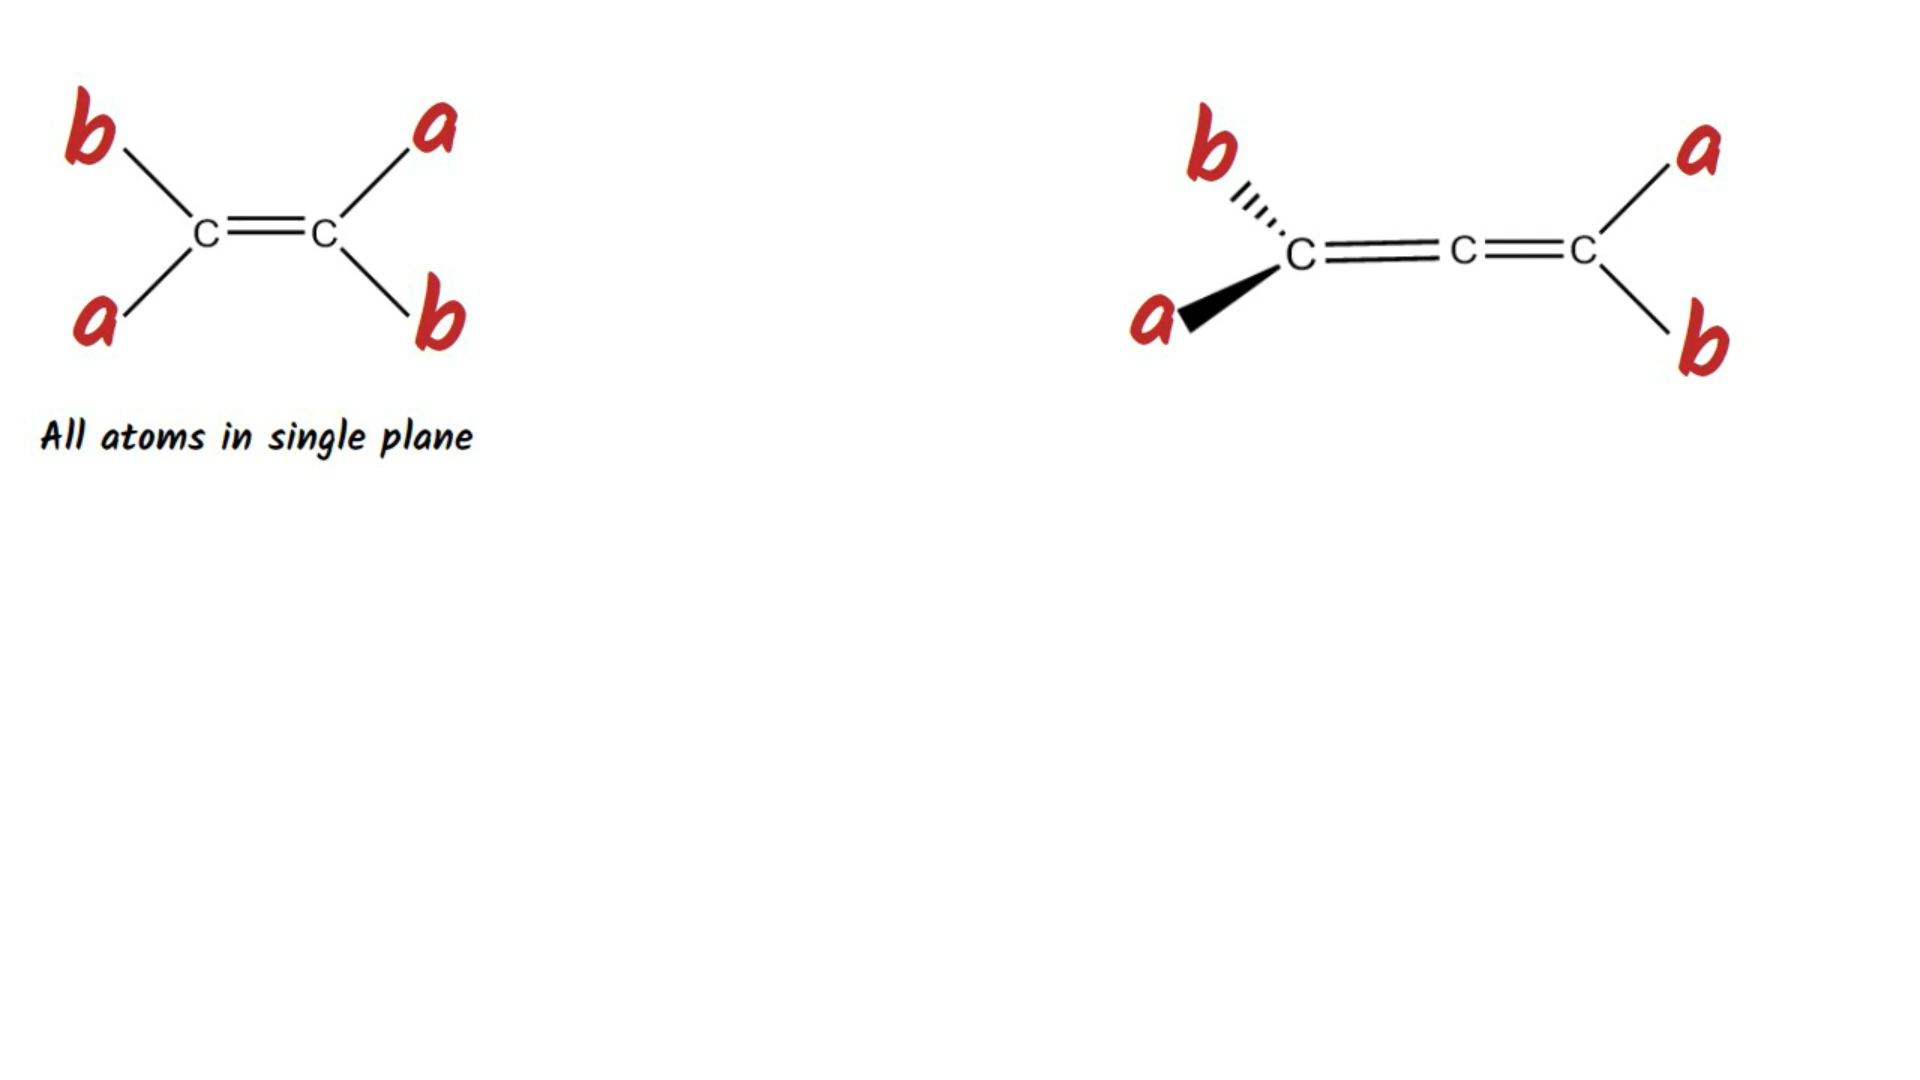 b a
C C
a b
All atoms in single plane
b a
C C C
a b